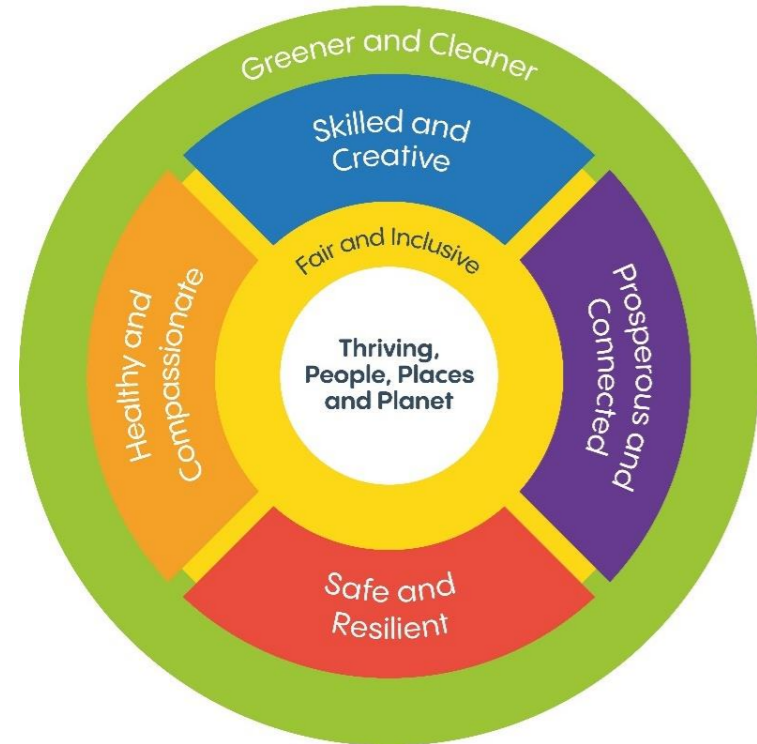 Greener and Cleaner
Skilled and
Creative
Fair and Inclusive
Thriving,
People, Places
and Planet
Healthy and
Compassionate
Prosperous and
Connected
Safe and
Resilient